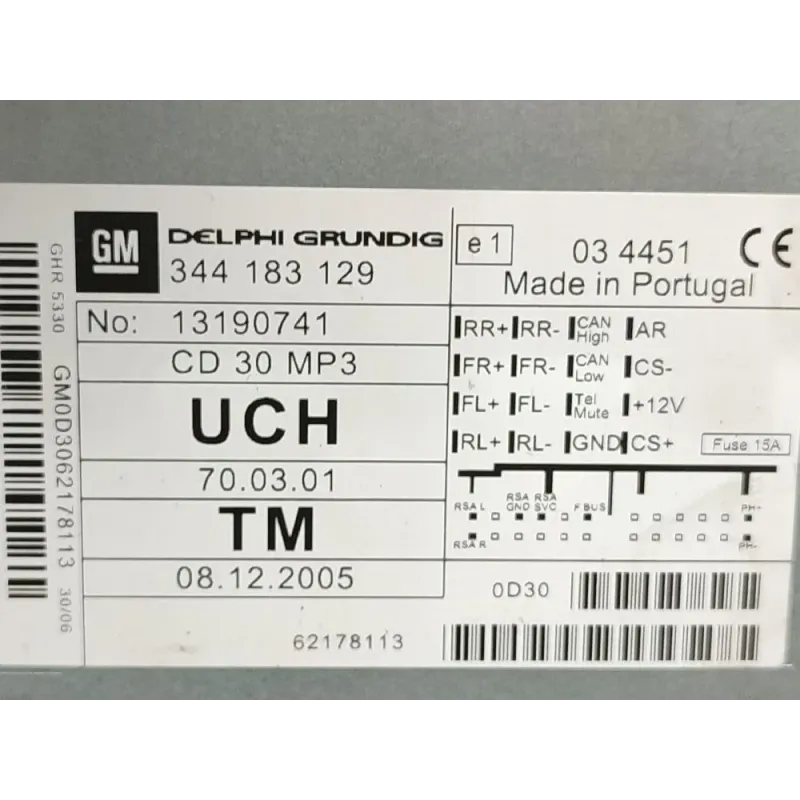 GHR 5330
GM0D3062178113 30/06
GM
DELPHI GRUNDIG
344 183 129
No: 13190741
CD 30 MP3
UCH
70.03.01
TM
08.12.2005
62178113
e1
03 4451 CE
Made in Portugal
RR+ RR- CAN High AR
FR+ FR- CAN Low CS-
FL+ FL- Tel Mute +12V
RL+ RL- GND CS+ Fuse 15A
RSA L RSA GND RSA SVC F BUS PH+
RSA R PH-
0D30